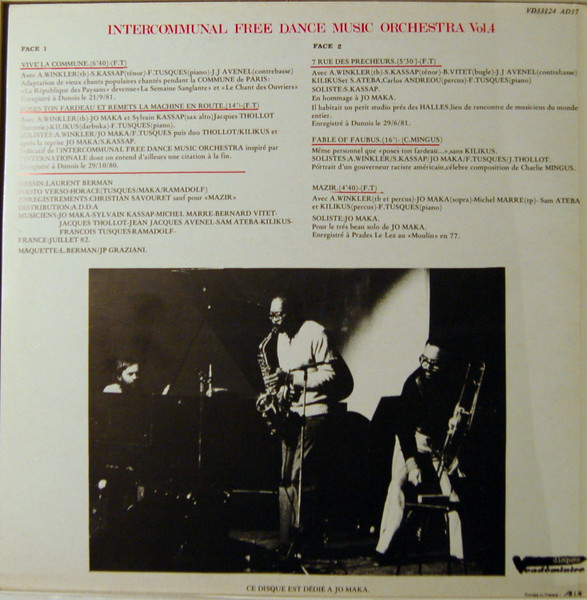 VD13124 AD37
INTERCOMMUNAL FREE DANCE MUSIC ORCHESTRA Vol.4
FACE 1
VIVE LA COMMUNE.(6'40)-(F.T)
Avec A.WINKLER(tb)-S.KASSAP(ténor)-F.TUSQUES(piano)-J.J AVENEL(contrebasse)
Adaptation de vieux chants populaires chantés pendant la COMMUNE de PARIS:
«La République des Paysans» devenue«La Semaine Sanglante» et «Le Chant des Ouvriers»
Enregistré à Dunois le 21/9/81.
POSES TON FARDEAU ET REMETS LA MACHINE EN ROUTE.(14')-(F.T)
Avec A.WINKLER(tb)-JO MAKA et Sylvain KASSAP(sax alto)/Jacques THOLLOT
(batterie)-KILIKUS(darbuka)-F.TUSQUES(piano).
SOLISTES:A.WINKLER/JO MAKA/F.TUSQUES puis duo THOLLOT/KILIKUS et
après la reprise JO MAKA/S.KASSAP.
Indicatif de l'INTERCOMMUNAL FREE DANCE MUSIC ORCHESTRA inspiré par
l'INTERNATIONALE dont on entend d'ailleurs une citation à la fin.
Enregistré à Dunois le 29/10/80.
DESSIN:LAURENT BERMAN
PHOTO VERSO:HORACE(TUSQUES/MAKA/RAMADOLF)
ENREGISTREMENTS:CHRISTIAN SAVOURET sauf pour «MAZIR»
DISTRIBUTION:A.D.D.A
MUSICIENS:JO MAKA-SYLVAIN KASSAP-MICHEL MARRE-BERNARD VITET-
JACQUES THOLLOT-JEAN JACQUES AVENEL-SAM ATEBA-KILIKUS-
FRANCOIS TUSQUES-RAMADOLF-
FRANCE:JUILLET 82.
MAQUETTE:L.BERMAN/JP GRAZIANI.
FACE 2
7 RUE DES PRECHEURS.(5'30')-(F.T)
Avec A.WINKLER(tb)-S.KASSAP(ténor)-B.VITET(bugle)-J.J AVENEL(contrebasse)
KILIKUSet S.ATEBA,Carlos ANDREOU(percus)-F.TUSQUES(piano)
SOLISTE:S.KASSAP.
En hommage à JO MAKA.
Il habitait un petit studio prés des HALLES,lieu de rencontre de musiciens du monde
entier.
Enregistré à Dunois le 29/6/81.
FABLE OF FAUBUS.(16')- (C.MINGUS)
Même personnel que «poses ton fardeau...»,sans KILIKUS.
SOLISTES:A.WINKLER/S.KASSAP/JO MAKA/F.TUSQUES/J.THOLLOT.
Pörtrait d'un gouverneur raciste américain,célébre composition de Charlie MINGUS.
MAZIR.(4'40)-(F.T)
Avec A.WINKLER(tb et percus)-JO MAKA(sopra)-Michel MARRE(tp)- Sam ATEBA
et KILIKUS(percus)-F.TUSQUES(piano)
SOLISTE:JO MAKA.
Pour le trés beau solo de JO MAKA.
Enregistré à Prades Le Lez au «Moulin» en 77.
disques
Vendémiaire
CE DISQUE EST DÉDIÉ A JO MAKA.